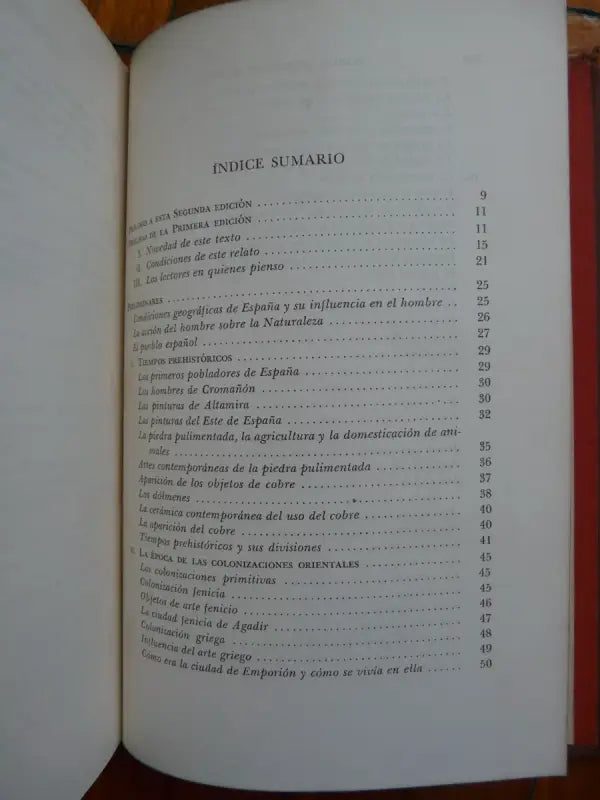 ÍNDICE SUMARIO
PRÓLOGO A ESTA SEGUNDA EDICIÓN 9
PRÓLOGO DE LA PRIMERA EDICIÓN 11
I. Novedad de este texto 11
II. Condiciones de este relato 15
III. Los lectores en quienes pienso 21
PRELIMINARES 25
Condiciones geográficas de España y su influencia en el hombre 25
La acción del hombre sobre la Naturaleza 26
El pueblo español 27
I. TIEMPOS PREHISTÓRICOS 29
Los primeros pobladores de España 29
Los hombres de Cromañón 30
Las pinturas de Altamira 30
Las pinturas del Este de España 32
La piedra pulimentada, la agricultura y la domesticación de ani-
males 35
Artes contemporáneas de la piedra pulimentada 36
Aparición de los objetos de cobre 37
Los dólmenes 38
La cerámica contemporánea del uso del cobre 40
La aparición del cobre 40
Tiempos prehistóricos y sus divisiones 41
II. LA ÉPOCA DE LAS COLONIZACIONES ORIENTALES 45
Las colonizaciones primitivas 45
Colonización fenicia 45
Objetos de arte fenicio 46
La ciudad fenicia de Agadir 47
Colonización griega 48
Influencia del arte griego 49
Cómo era la ciudad de Emporión y cómo se vivía en ella 50